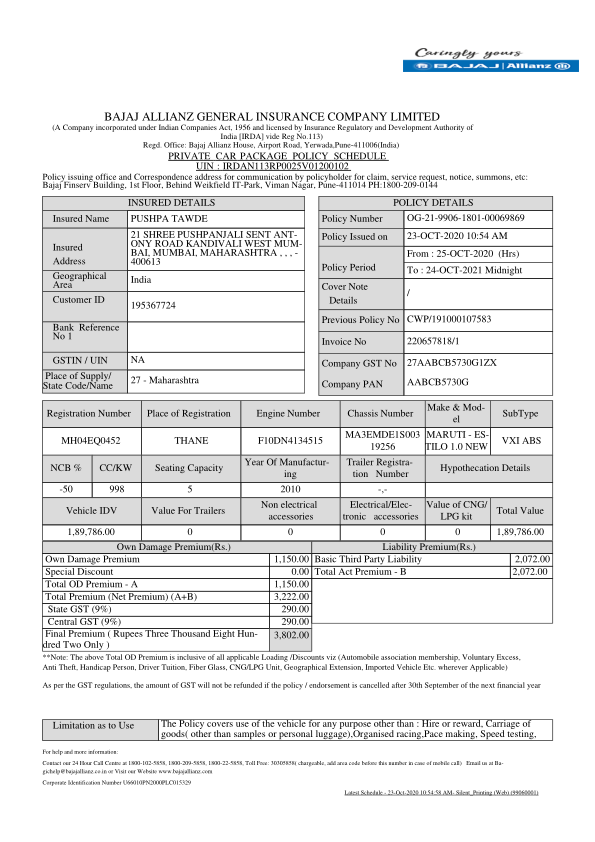 Caringly yours
BAJAJ | Allianz
BAJAJ ALLIANZ GENERAL INSURANCE COMPANY LIMITED
(A Company incorporated under Indian Companies Act, 1956 and licensed by Insurance Regulatory and Development Authority of
India [IRDA] vide Reg No.113)
Regd. Office: Bajaj Allianz House, Airport Road, Yerwada,Pune-411006(India)
PRIVATE CAR PACKAGE POLICY SCHEDULE
UIN : IRDAN113RP0025V01200102
Policy issuing office and Correspondence address for communication by policyholder for claim, service request, notice, summons, etc:
Bajaj Finserv Building, 1st Floor, Behind Weikfield IT-Park, Viman Nagar, Pune-411014 PH:1800-209-0144
INSURED DETAILS
Insured Name PUSHPA TAWDE
Insured Address 21 SHREE PUSHPANJALI SENT ANT-
ONY ROAD KANDIVALI WEST MUM-
BAI, MUMBAI, MAHARASHTRA , , , -
400613
Geographical Area India
Customer ID 195367724
Bank Reference No 1
GSTIN / UIN NA
Place of Supply/ State Code/Name 27 - Maharashtra
POLICY DETAILS
Policy Number OG-21-9906-1801-00069869
Policy Issued on 23-OCT-2020 10:54 AM
Policy Period From : 25-OCT-2020 (Hrs)
To : 24-OCT-2021 Midnight
Cover Note Details /
Previous Policy No CWP/191000107583
Invoice No 220657818/1
Company GST No 27AABCB5730G1ZX
Company PAN AABCB5730G
Registration Number Place of Registration Engine Number Chassis Number Make & Mod-
el SubType
MH04EQ0452 THANE F10DN4134515 MA3EMDE1S003
19256 MARUTI - ES-
TILO 1.0 NEW VXI ABS
NCB % CC/KW Seating Capacity Year Of Manufactur-
ing Trailer Registra-
tion Number Hypothecation Details
-50 998 5 2010 -,-
Vehicle IDV Value For Trailers Non electrical
accessories Electrical/Elec-
tronic accessories Value of CNG/
LPG kit Total Value
1,89,786.00 0 0 0 0 1,89,786.00
Own Damage Premium(Rs.) Liability Premium(Rs.)
Own Damage Premium 1,150.00 Basic Third Party Liability 2,072.00
Special Discount 0.00 Total Act Premium - B 2,072.00
Total OD Premium - A 1,150.00
Total Premium (Net Premium) (A+B) 3,222.00
State GST (9%) 290.00
Central GST (9%) 290.00
Final Premium ( Rupees Three Thousand Eight Hun-
dred Two Only ) 3,802.00
**Note: The above Total OD Premium is inclusive of all applicable Loading /Discounts viz (Automobile association membership, Voluntary Excess,
Anti Theft, Handicap Person, Driver Tuition, Fiber Glass, CNG/LPG Unit, Geographical Extension, Imported Vehicle Etc. wherever Applicable)
As per the GST regulations, the amount of GST will not be refunded if the policy / endorsement is cancelled after 30th September of the next financial year
Limitation as to Use The Policy covers use of the vehicle for any purpose other than : Hire or reward, Carriage of
goods( other than samples or personal luggage),Organised racing,Pace making, Speed testing,
For help and more information:
Contact our 24 Hour Call Centre at 1800-102-5858, 1800-209-5858, 1800-22-5858, Toll Free: 30305858( chargeable, add area code before this number in case of mobile call) Email us at Ba-
gichelp@bajajallianz.co.in or Visit our Website www.bajajallianz.com
Corporate Identification Number U66010PN2000PLC015329
Latest Schedule - 23-Oct-2020 10:54:58 AM- Silent_Printing (Web) (99060001)